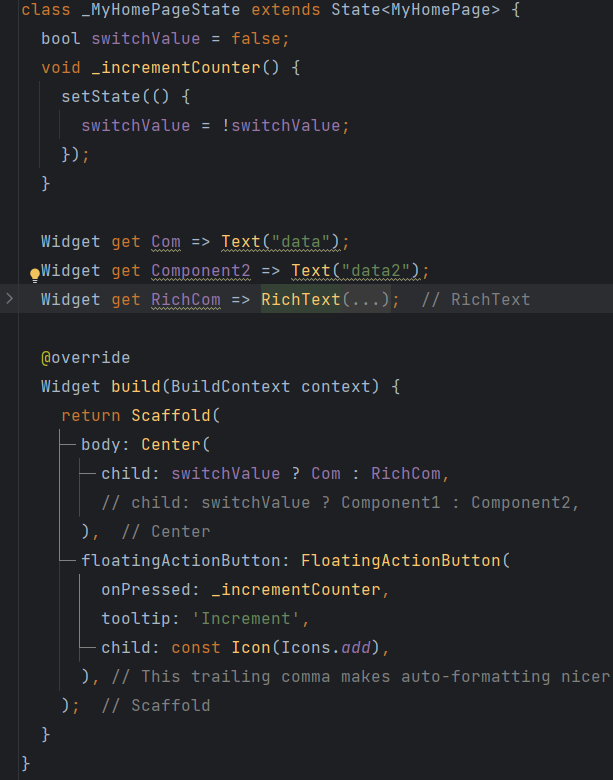 class _MyHomePageState extends State<MyHomePage> {
bool switchValue = false;
void _incrementCounter() {
setState(() {
switchValue = !switchValue;
});
}
Widget get Com => Text("data");
Widget get Component2 => Text("data2");
Widget get RichCom => RichText(...); // RichText
@override
Widget build(BuildContext context) {
return Scaffold(
body: Center(
child: switchValue ? Com : RichCom,
// child: switchValue ? Component1 : Component2,
), // Center
floatingActionButton: FloatingActionButton(
onPressed: _incrementCounter,
tooltip: 'Increment',
child: const Icon(Icons.add),
), // This trailing comma makes auto-formatting nicer
); // Scaffold
}
}